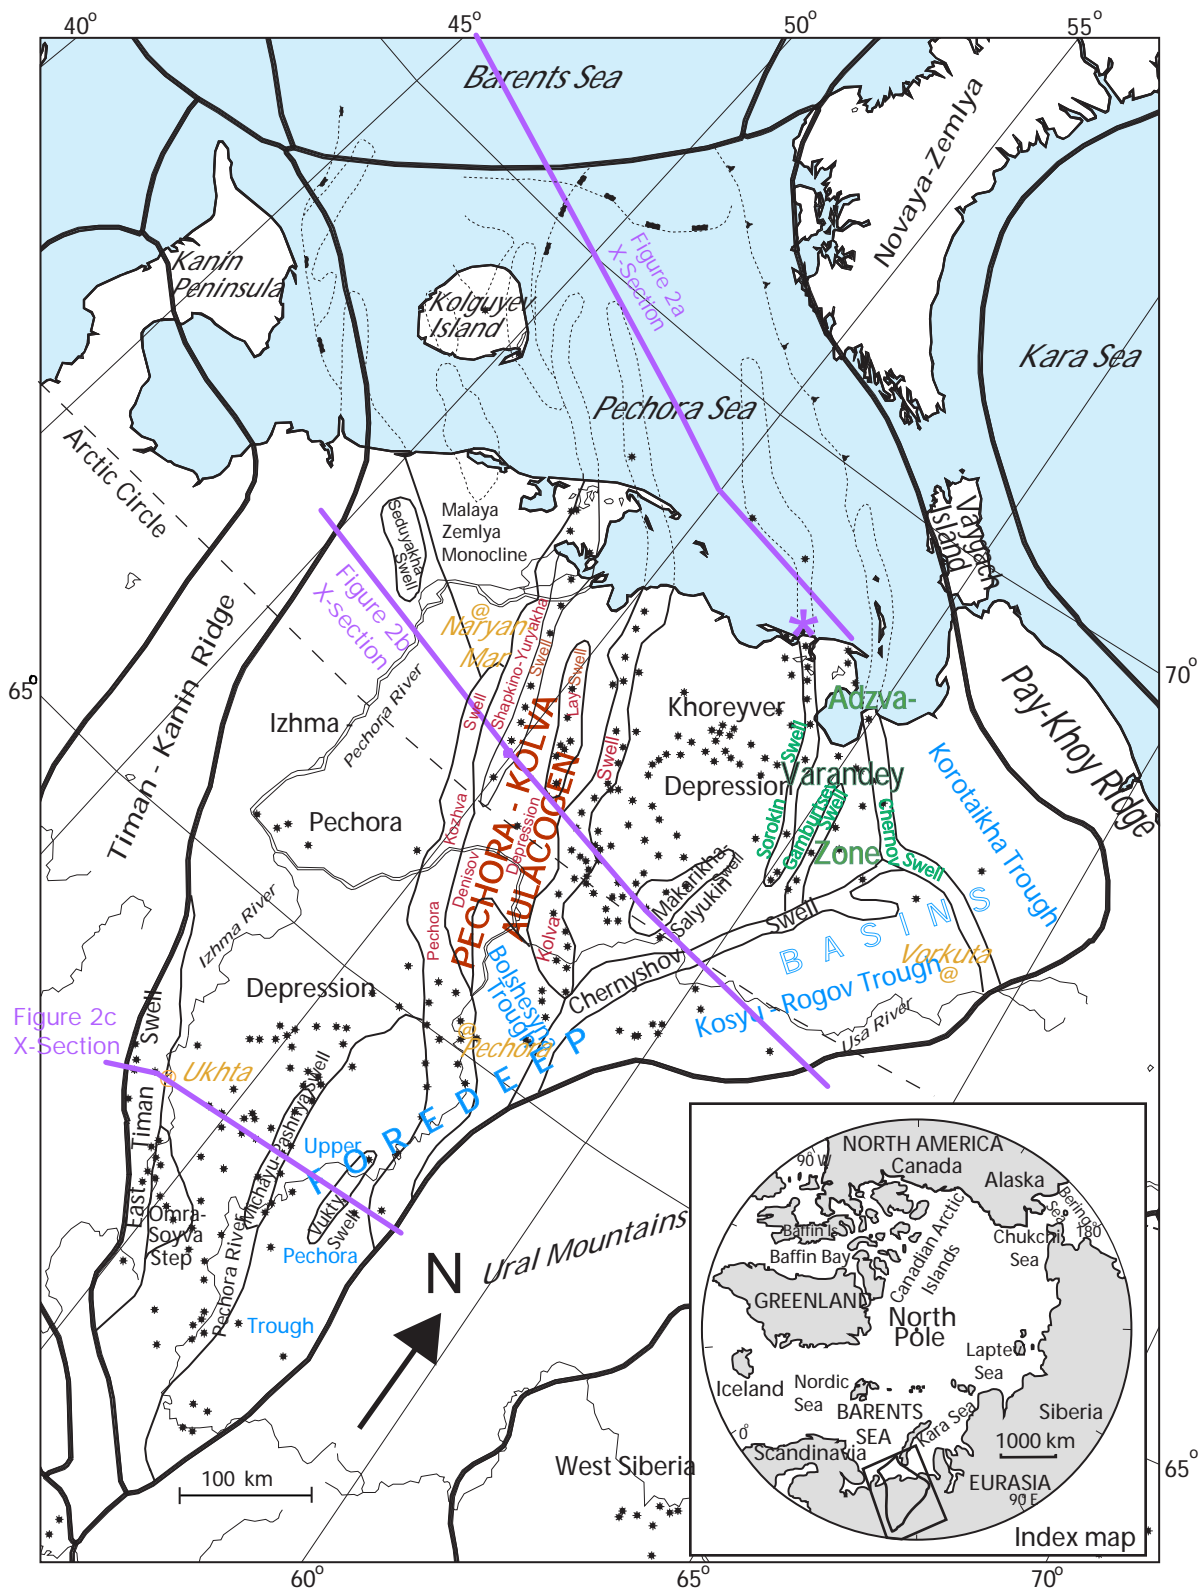 40°
45°
50°
55°
Barents Sea
Novaya-Zemlya
Kanin
Peninsula
Kolguyev
Island
Figure 2a
X-Section
Kara Sea
Pechora Sea
Arctic Circle
Seduyakha
Swell
Malaya
Zemlya
Monocline
Vaygach
Island
Figure 2b
X-section
@
Naryan
Mar
Timan - Kanin Ridge
65°
70°
Izhma
Pechora River
Swell
Shapkino-Yuryakha
Swell
Lay Swell
Swell
Khoreyver
Depression
Adzva-
Varandey
Zone
Pay-Khoy Ridge
Korotaikha Trough
Pechora
Kozhva
Pechora
Denisov
Depression
PECHORA - KOLVA
AULACOGEN
Kolva
Sorokin
Swell
Gamburtsev
Swell
Chernov Swell
Makarikha-
Salyukin
Swell
Izhma River
Chernyshov
Swell
BASINS
Vorkuta
@
Kosyu - Rogov Trough
Usa River
Depression
Bolshesyn.
Trough
@
Pechora
FOREDEEP
Figure 2c
X-Section
@ Ukhta
East Timan Swell
Michayu-Pashnya Swell
Upper
Pechora
Trough
Vukty
Swell
Omra-
Soyva
Step
Pechora River
N
Ural Mountains
100 km
West Siberia
60°
65°
70°
65°
NORTH AMERICA
90 W
Canada
Alaska
Bering
Sea
180°
Chukchi
Sea
Baffin Is.
Baffin Bay
Canadian Arctic
Islands
GREENLAND
North
Pole
Laptev
Sea
Iceland
Nordic
Sea
BARENTS
SEA
Kara Sea
Siberia
0°
Scandinavia
1000 km
EURASIA
90°E
Index map